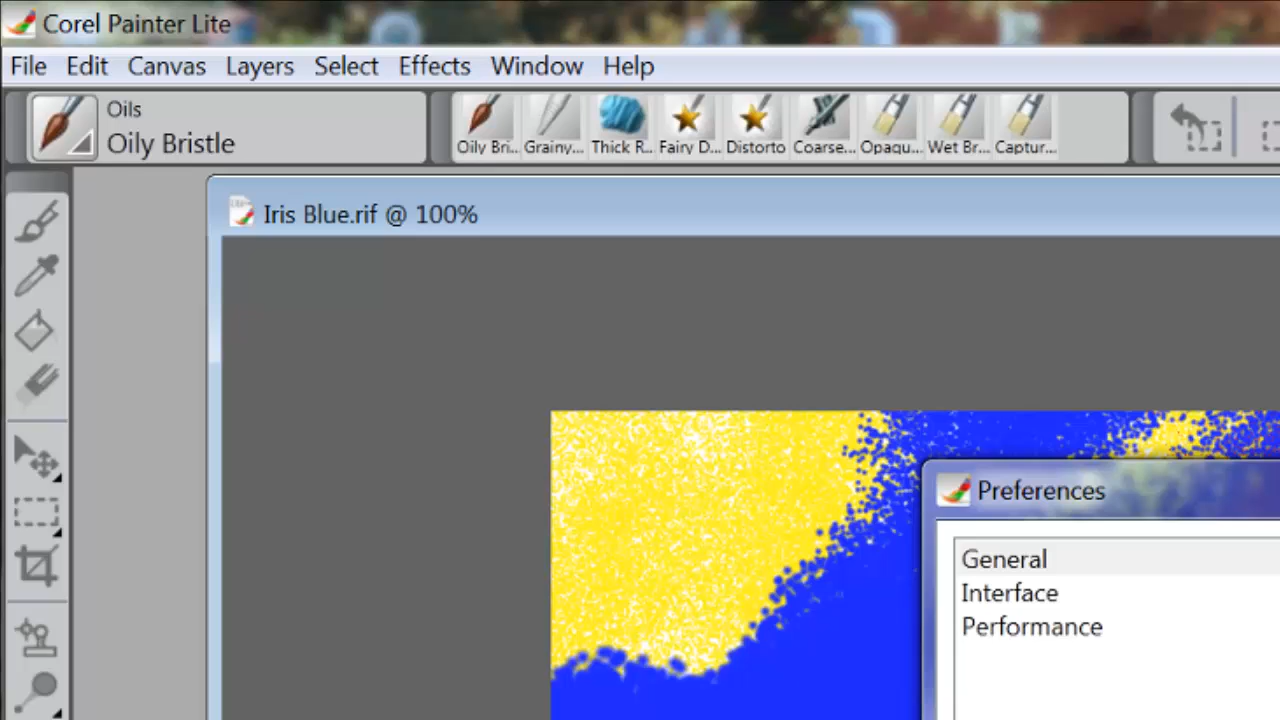 Corel Painter Lite
File Edit Canvas Layers Select Effects Window Help
Oils
Oily Bristle
Oily Bri... Grainy... Thick R... Fairy D... Distorto Coarse... Opaqu... Wet Br... Captur...
Iris Blue.rif @ 100%
Preferences
General
Interface
Performance